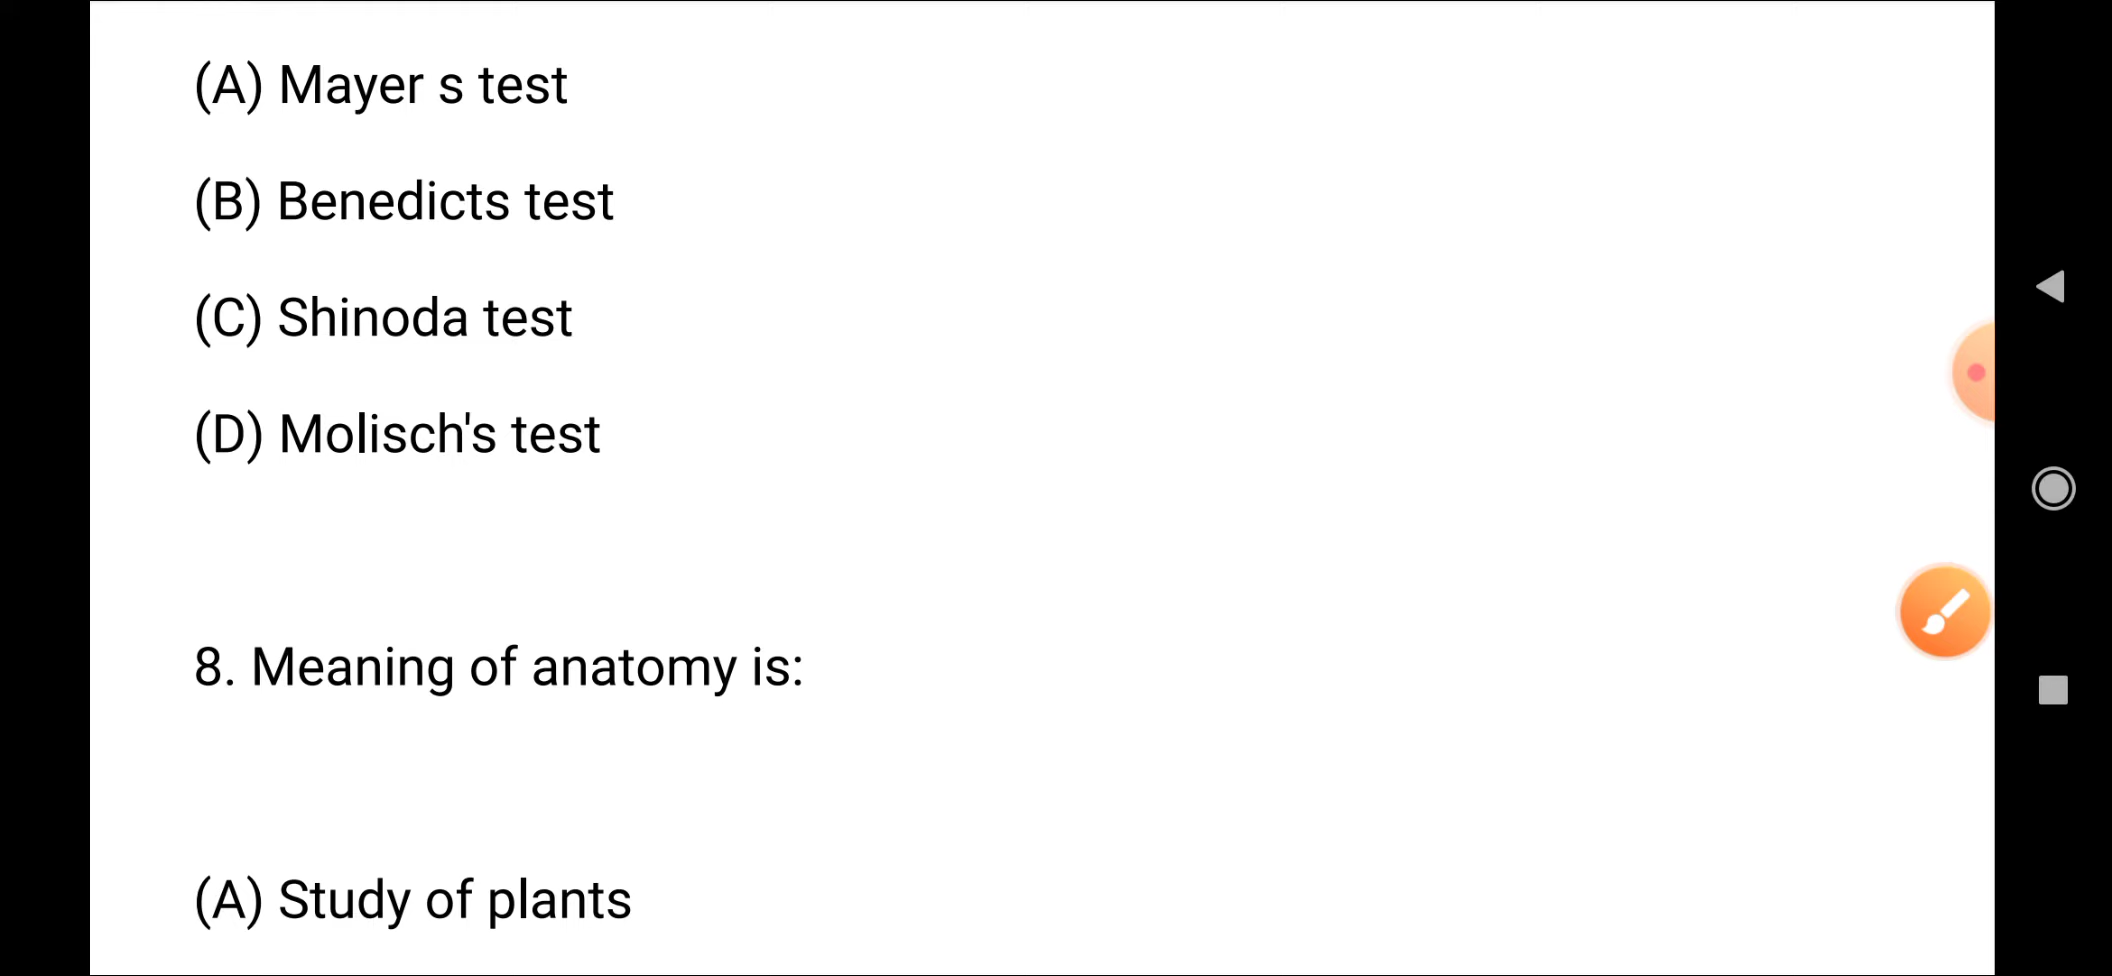 (A) Mayer s test
(B) Benedicts test
(C) Shinoda test
(D) Molisch's test
8. Meaning of anatomy is:
(A) Study of plants